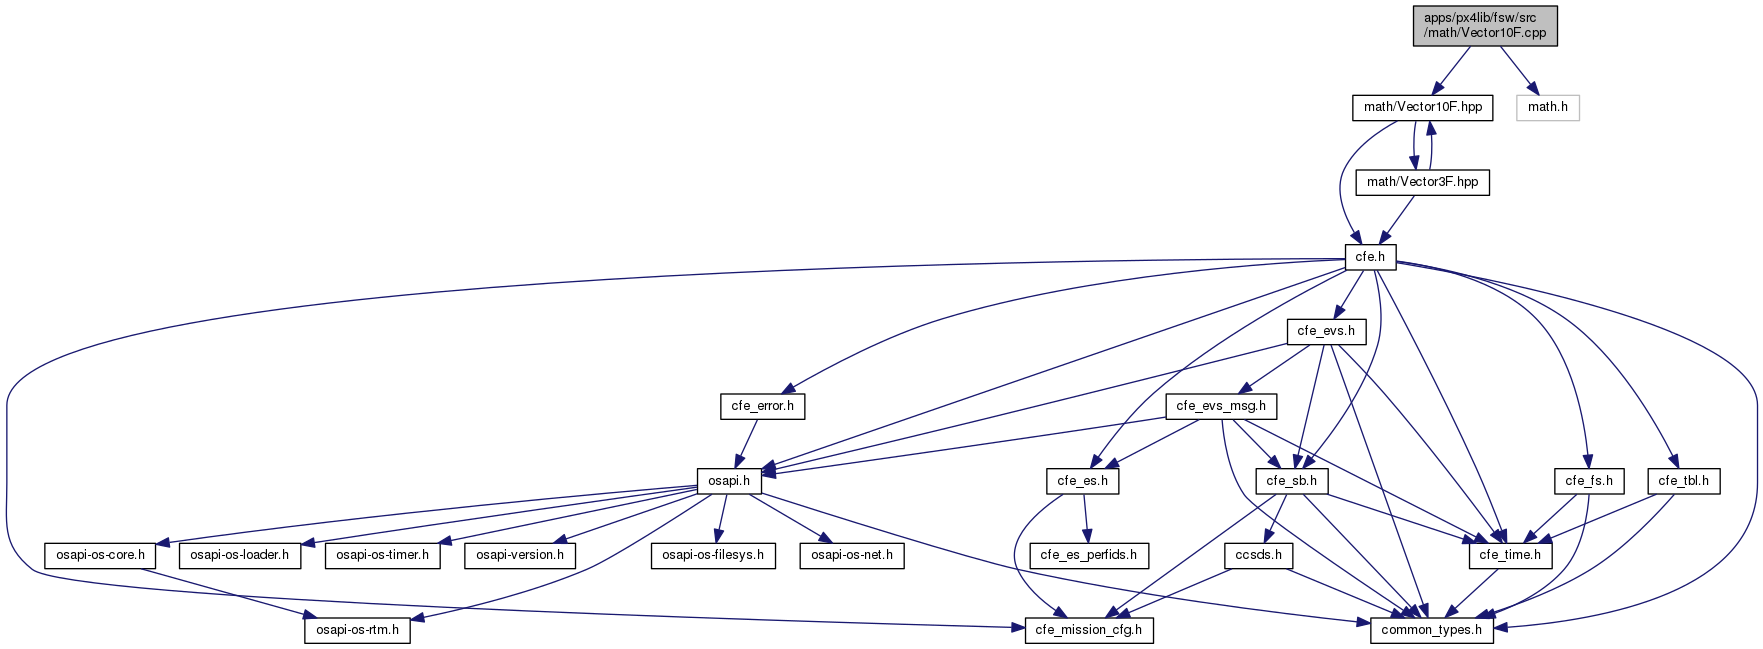 apps/px4lib/fsw/src
/math/Vector10F.cpp
math/Vector10F.hpp
math.h
math/Vector3F.hpp
cfe.h
cfe_evs.h
cfe_error.h
cfe_evs_msg.h
osapi.h
cfe_es.h
cfe_sb.h
cfe_fs.h
cfe_tbl.h
osapi-os-core.h
osapi-os-loader.h
osapi-os-timer.h
osapi-version.h
osapi-os-filesys.h
osapi-os-net.h
cfe_es_perfids.h
ccsds.h
cfe_time.h
osapi-os-rtm.h
cfe_mission_cfg.h
common_types.h